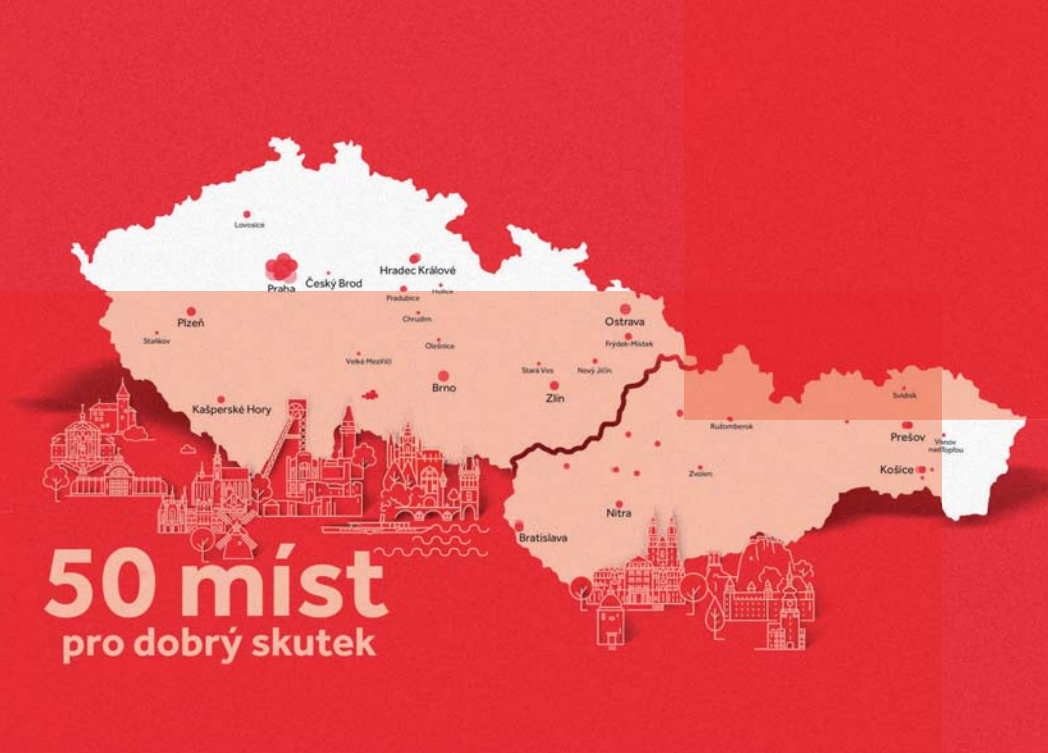 Lovosice
Praha
Český Brod
Hradec Králové
Holice
Pradubice
Plzeň
Chrudim
Ostrava
Staňkov
Olešnice
Frýdek-Místek
Velké Meziříčí
Stará Ves
Nový Jičín
Brno
Zlín
Kašperské Hory
Svidník
Ružomberok
Prešov
Vranov
nad Topľou
Košice
Zvolen
Nitra
Bratislava
50 míst
pro dobrý skutek